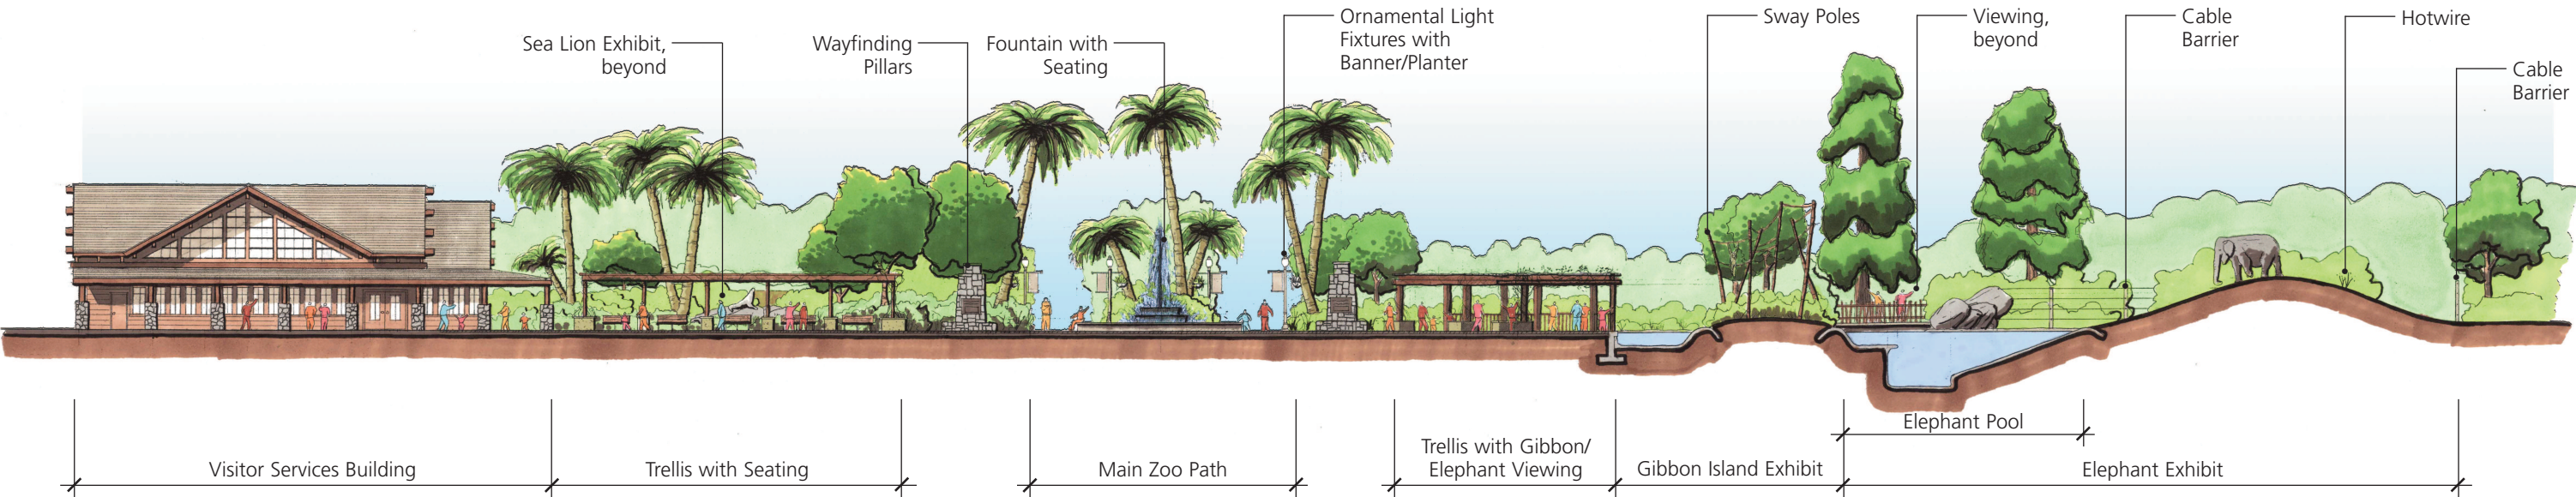 Sea Lion Exhibit,
beyond
Wayfinding
Pillars
Fountain with
Seating
Ornamental Light
Fixtures with
Banner/Planter
Sway Poles
Viewing,
beyond
Cable
Barrier
Hotwire
Cable
Barrier
Visitor Services Building
Trellis with Seating
Main Zoo Path
Trellis with Gibbon/
Elephant Viewing
Gibbon Island Exhibit
Elephant Pool
Elephant Exhibit